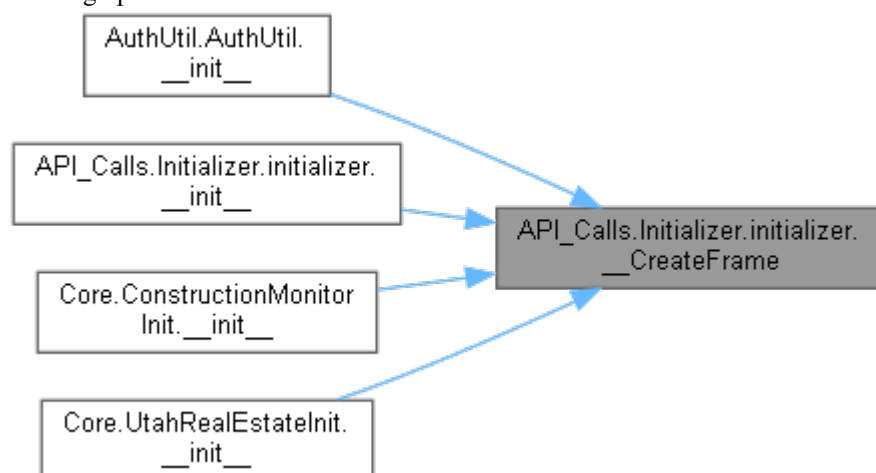 AuthUtil.AuthUtil.
__init__
API_Calls.Initializer.initializer.
__init__
API_Calls.Initializer.initializer.
__CreateFrame
Core.ConstructionMonitor
Init.__init__
Core.UtahRealEstateInit.
__init__